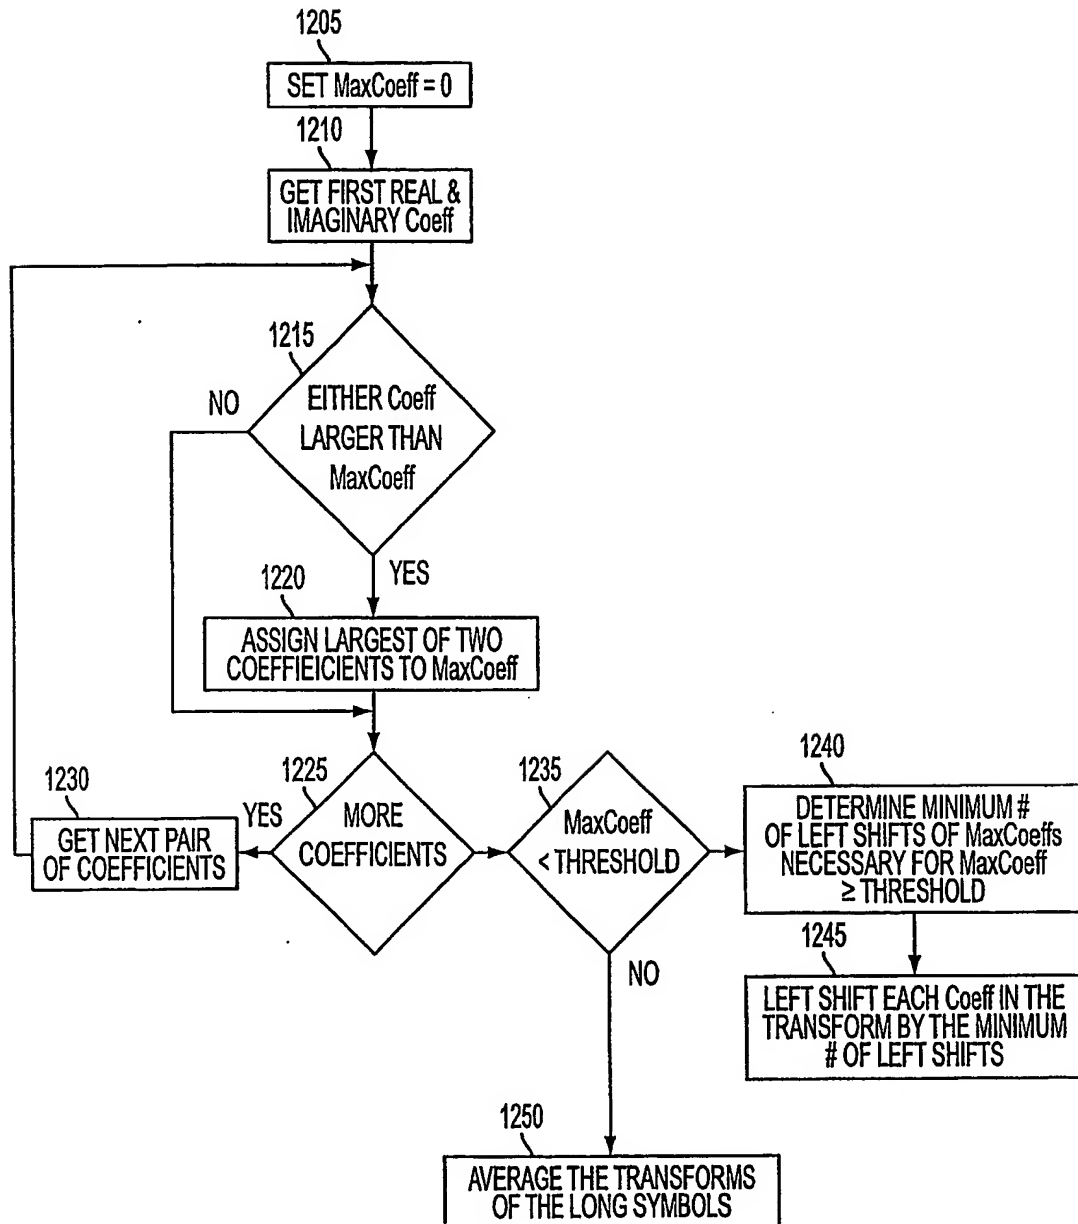 1205
SET MaxCoeff = 0
1210
GET FIRST REAL &
IMAGINARY Coeff
1215
NO
EITHER Coeff
LARGER THAN
MaxCoeff
YES
1220
ASSIGN LARGEST OF TWO
COEFFIEICIENTS TO MaxCoeff
1230
GET NEXT PAIR
OF COEFFICIENTS
YES
1225
MORE
COEFFICIENTS
1235
MaxCoeff
< THRESHOLD
NO
1240
DETERMINE MINIMUM #
OF LEFT SHIFTS OF MaxCoeffs
NECESSARY FOR MaxCoeff
≥ THRESHOLD
1245
LEFT SHIFT EACH Coeff IN THE
TRANSFORM BY THE MINIMUM
# OF LEFT SHIFTS
1250
AVERAGE THE TRANSFORMS
OF THE LONG SYMBOLS